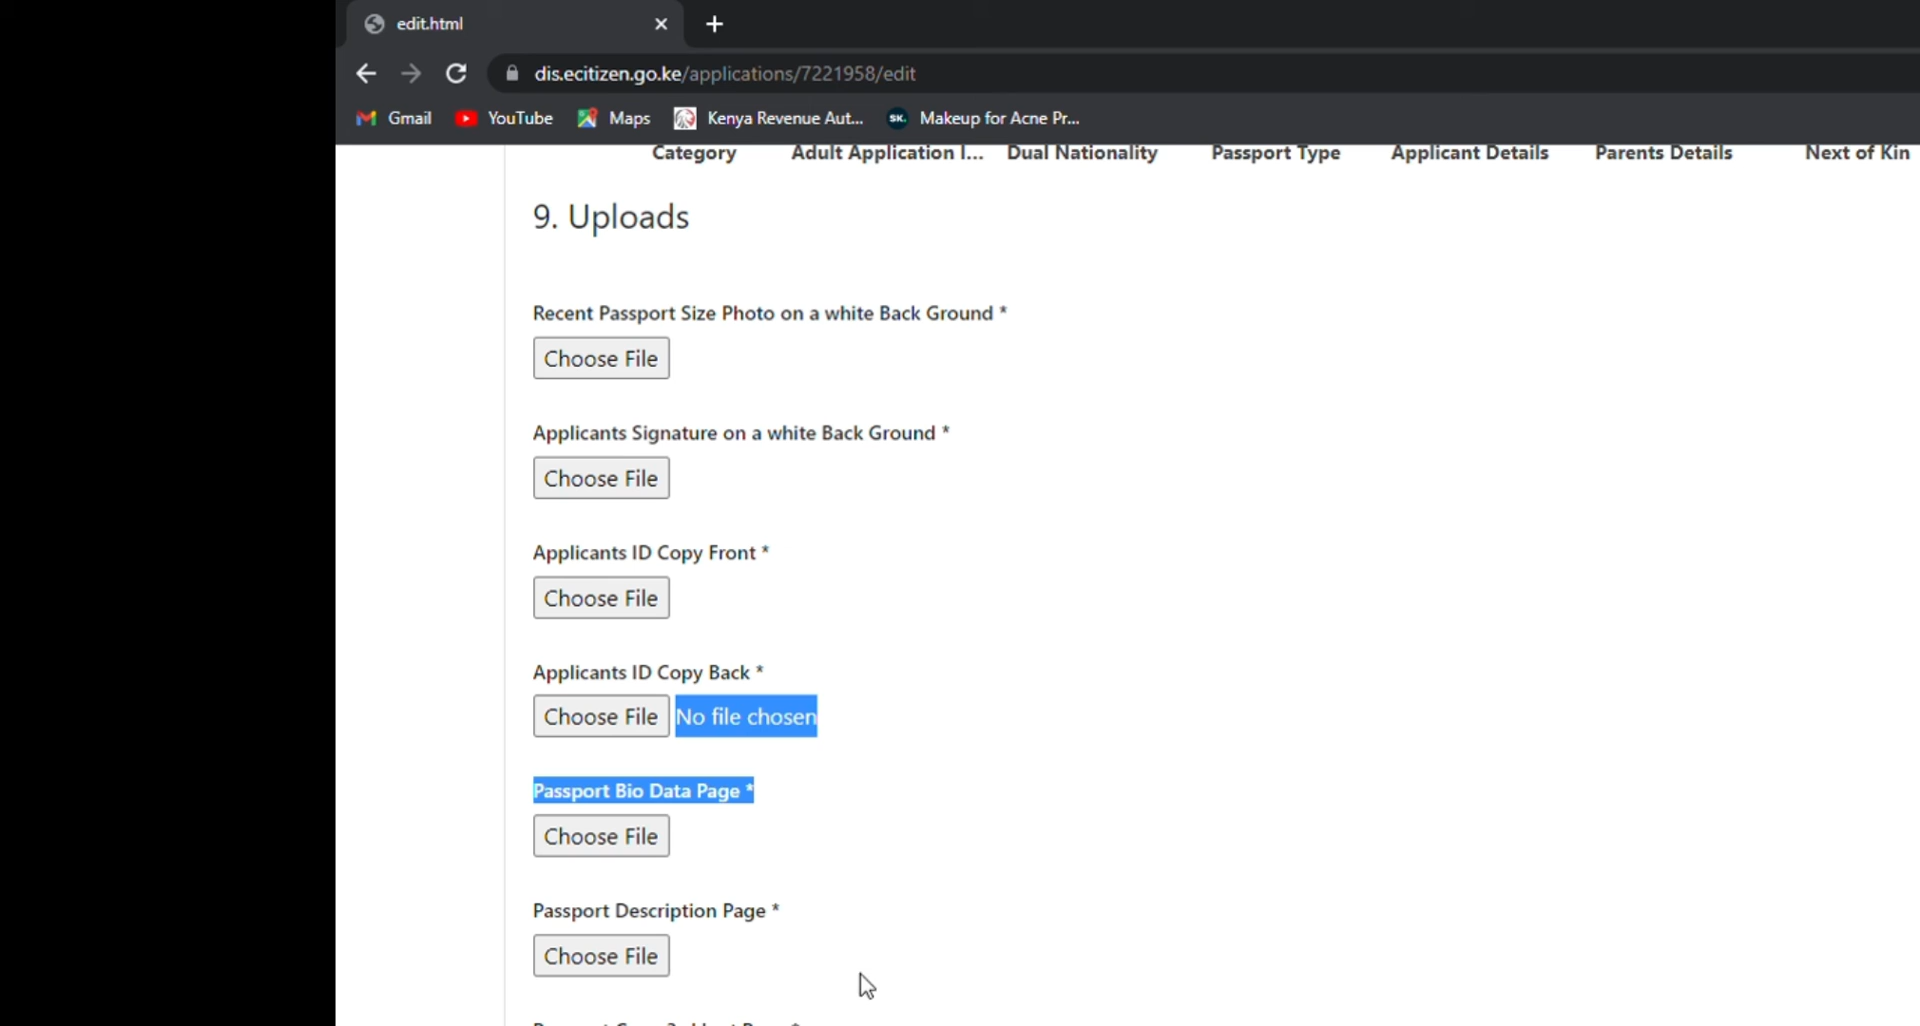 edit.html
dis.ecitizen.go.ke/applications/7221958/edit
Gmail YouTube Maps Kenya Revenue Aut... SK. Makeup for Acne Pr...
Category Adult Application I... Dual Nationality Passport Type Applicant Details Parents Details Next of Kin
9. Uploads
Recent Passport Size Photo on a white Back Ground *
Choose File
Applicants Signature on a white Back Ground *
Choose File
Applicants ID Copy Front *
Choose File
Applicants ID Copy Back *
Choose File No file chosen
Passport Bio Data Page *
Choose File
Passport Description Page *
Choose File